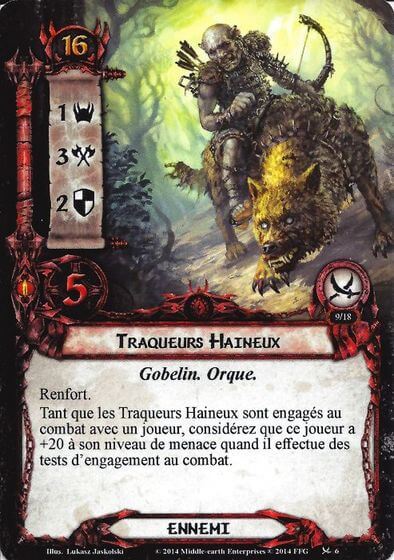 16
1
3
2
5
9/18
Traqueurs Haineux
Gobelin. Orque.
Renfort.
Tant que les Traqueurs Haineux sont engagés au
combat avec un joueur, considérez que ce joueur a
+20 à son niveau de menace quand il effectue des
tests d'engagement au combat.
ENNEMI
Illus. Lukasz Jaskolski © 2014 Middle-earth Enterprises ® 2014 FFG 6